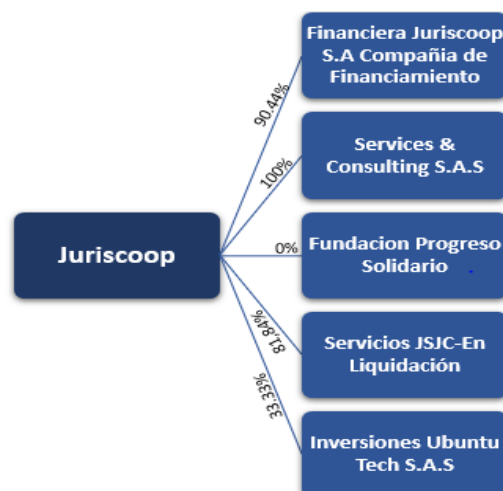 Financiera Juriscoop
S.A Compañia de
Financiamiento
90.44%
Services &
Consulting S.A.S
100%
Juriscoop
0%
Fundacion Progreso
Solidario
81,84%
Servicios JSJC-En
Liquidación
33.33%
Inversiones Ubuntu
Tech S.A.S